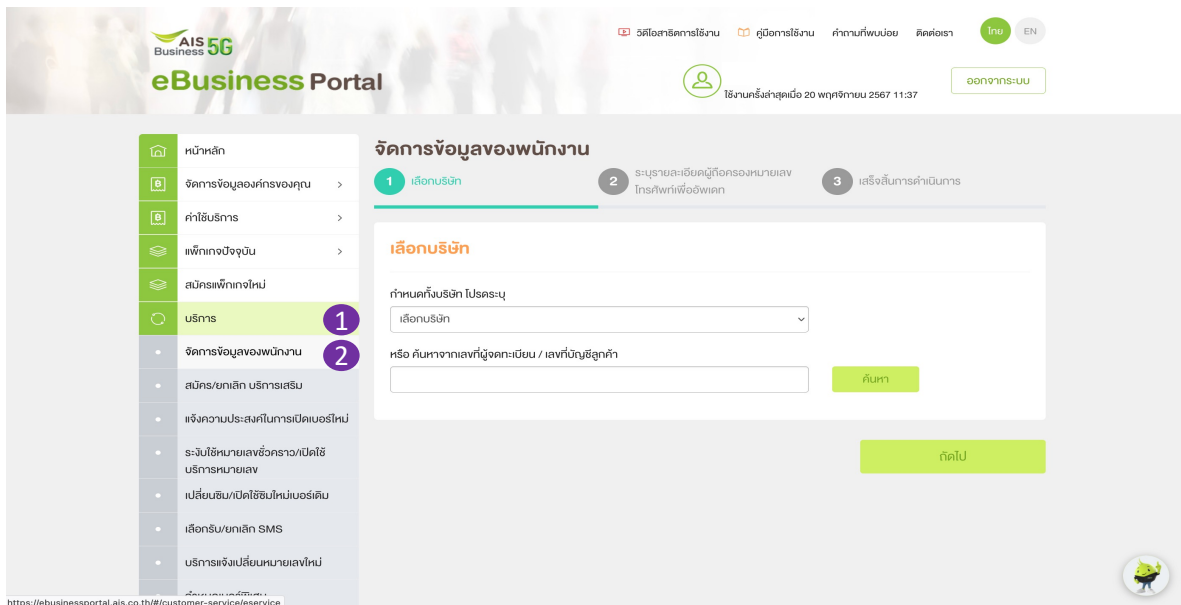 AIS
Business 5G
eBusiness Portal
วิดีโอสาธิตการใช้งาน คู่มือการใช้งาน คำถามที่พบบ่อย ติดต่อเรา ไทย EN
ใช้งานครั้งล่าสุดเมื่อ 20 พฤศจิกายน 2567 11:37
ออกจากระบบ
หน้าหลัก
จัดการข้อมูลองค์กรของคุณ
ค่าใช้บริการ
แพ็กเกจปัจจุบัน
สมัครแพ็กเกจใหม่
บริการ 1
จัดการข้อมูลของพนักงาน 2
สมัคร/ยกเลิก บริการเสริม
แจ้งความประสงค์ในการเปิดเบอร์ใหม่
ระงับใช้หมายเลขชั่วคราว/เปิดใช้
บริการหมายเลข
เปลี่ยนซิม/เปิดใช้ซิมใหม่เบอร์เดิม
เลือกรับ/ยกเลิก SMS
บริการแจ้งเปลี่ยนหมายเลขใหม่
จัดการข้อมูลของพนักงาน
1 เลือกบริษัท
2 ระบุรายละเอียดผู้ถือครองหมายเลข
โทรศัพท์เพื่ออัพเดท
3 เสร็จสิ้นการดำเนินการ
เลือกบริษัท
กำหนดทั้งบริษัท โปรดระบุ
เลือกบริษัท
หรือ ค้นหาจากเลขที่ผู้จดทะเบียน / เลขที่บัญชีลูกค้า
ค้นหา
ถัดไป
https://ebusinessportal.ais.co.th/#/customer-service/eservice